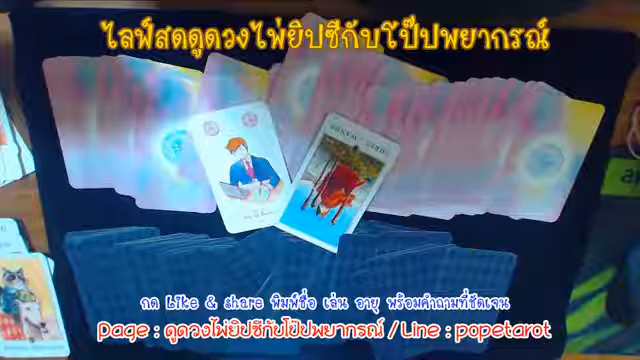 ไลฟ์สดดูดวงไพ่ยิปซีกับโป๊ปพยากรณ์
กด Like & share พิมพ์ชื่อ เล่น อายุ พร้อมคำถามที่ชัดเจน
Page : ดูดวงไพ่ยิปซีกับโป๊ปพยากรณ์ / Line : popetarot